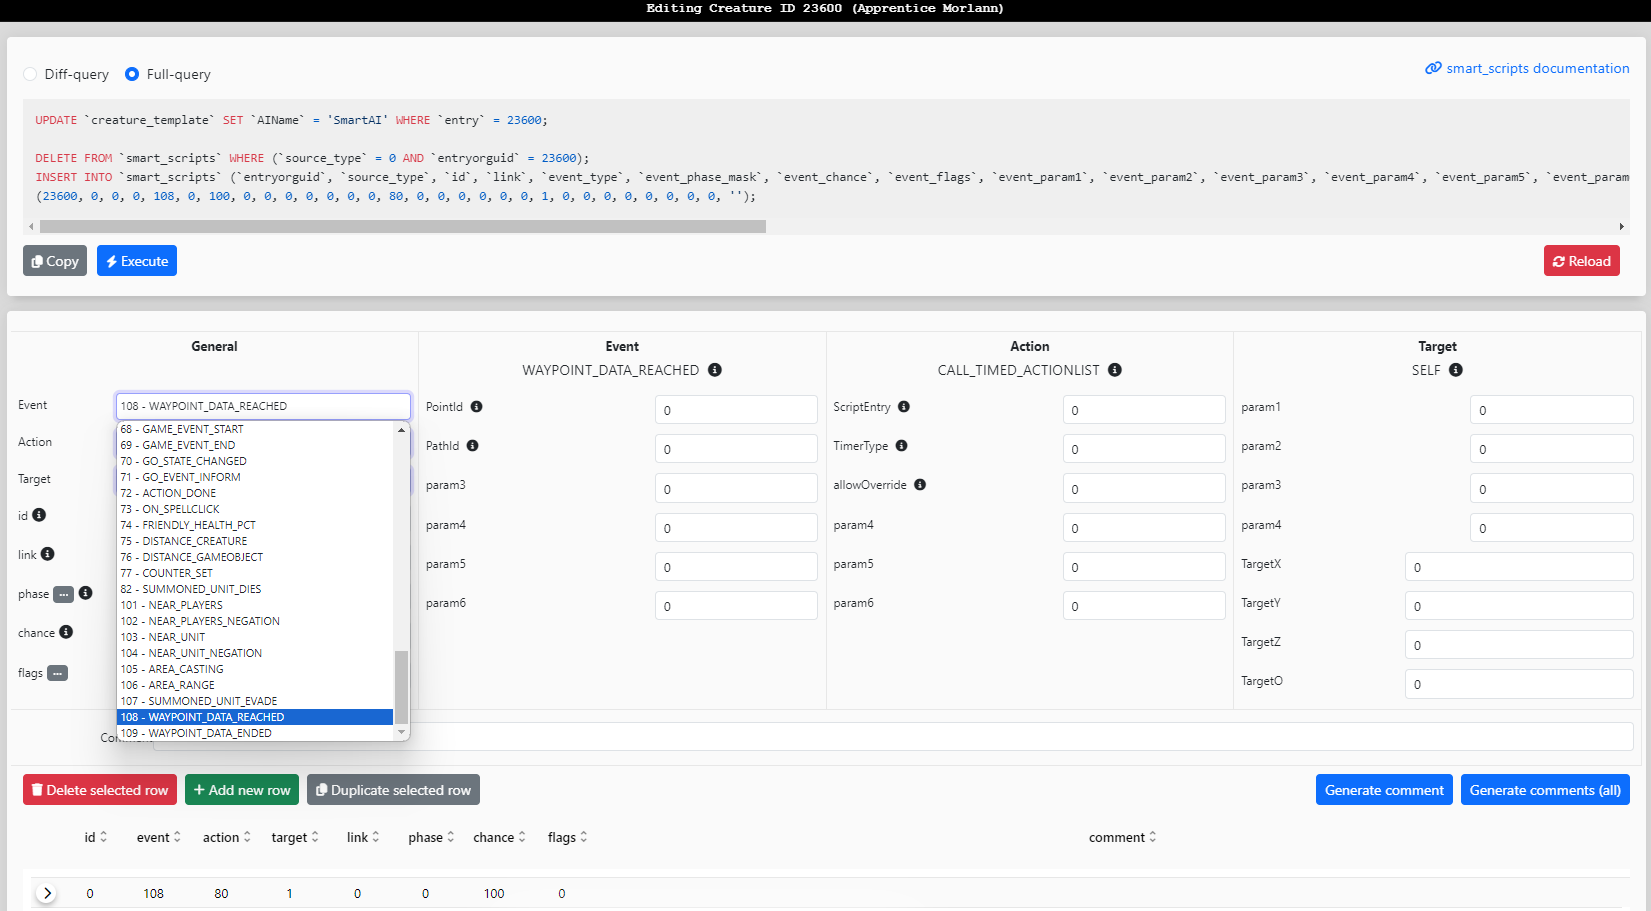 Editing Creature ID 23600 (Apprentice Morlann)
Diff-query Full-query
smart_scripts documentation
UPDATE `creature_template` SET `AIName` = 'SmartAI' WHERE `entry` = 23600;
DELETE FROM `smart_scripts` WHERE (`source_type` = 0 AND `entryorguid` = 23600);
INSERT INTO `smart_scripts` (`entryorguid`, `source_type`, `id`, `link`, `event_type`, `event_phase_mask`, `event_chance`, `event_flags`, `event_param1`, `event_param2`, `event_param3`, `event_param4`, `event_param5`, `event_param
(23600, 0, 0, 0, 108, 0, 100, 0, 0, 0, 0, 0, 0, 0, 80, 0, 0, 0, 0, 0, 0, 1, 0, 0, 0, 0, 0, 0, 0, 0, '');
Copy Execute Reload
General
Event
108 - WAYPOINT_DATA_REACHED
Action
Target
id
link
phase ...
chance
flags ...
68 - GAME_EVENT_START
69 - GAME_EVENT_END
70 - GO_STATE_CHANGED
71 - GO_EVENT_INFORM
72 - ACTION_DONE
73 - ON_SPELLCLICK
74 - FRIENDLY_HEALTH_PCT
75 - DISTANCE_CREATURE
76 - DISTANCE_GAMEOBJECT
77 - COUNTER_SET
82 - SUMMONED_UNIT_DIES
101 - NEAR_PLAYERS
102 - NEAR_PLAYERS_NEGATION
103 - NEAR_UNIT
104 - NEAR_UNIT_NEGATION
105 - AREA_CASTING
106 - AREA_RANGE
107 - SUMMONED_UNIT_EVADE
108 - WAYPOINT_DATA_REACHED
109 - WAYPOINT_DATA_ENDED
Event
WAYPOINT_DATA_REACHED
PointId 0
PathId 0
param3 0
param4 0
param5 0
param6 0
Action
CALL_TIMED_ACTIONLIST
ScriptEntry 0
TimerType 0
allowOverride 0
param4 0
param5 0
param6 0
Target
SELF
param1 0
param2 0
param3 0
param4 0
TargetX 0
TargetY 0
TargetZ 0
TargetO 0
Delete selected row Add new row Duplicate selected row Generate comment Generate comments (all)
id event action target link phase chance flags comment
0 108 80 1 0 0 100 0